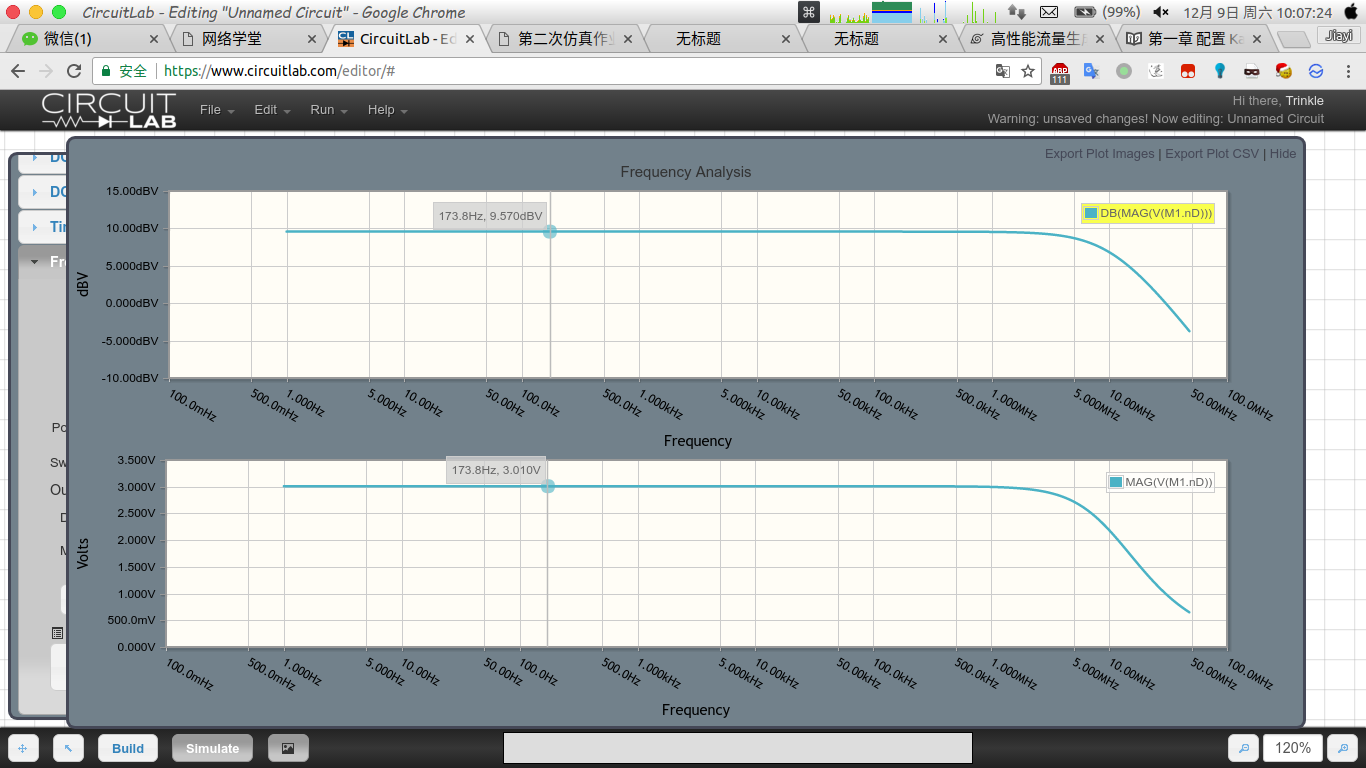 CircuitLab - Editing "Unnamed Circuit" - Google Chrome
(99%)
12月 9日 周六 10:07:24
微信(1)
网络学堂
CircuitLab - Ed
第二次仿真作业
无标题
无标题
高性能流量生
第一章 配置 Ka
Jiayi
安全
https://www.circuitlab.com/editor/#
ABP
111
CIRCUIT
LAB
File
Edit
Run
Help
Hi there, Trinkle
Warning: unsaved changes! Now editing: Unnamed Circuit
DC
DC
Tim
Fr
Po
Sw
Ou
D
M
Export Plot Images | Export Plot CSV | Hide
Frequency Analysis
15.00dBV
10.00dBV
5.000dBV
0.000dBV
-5.000dBV
-10.00dBV
dBV
173.8Hz, 9.570dBV
DB(MAG(V(M1.nD)))
100.0mHz
500.0mHz
1.000Hz
5.000Hz
10.00Hz
50.00Hz
100.0Hz
500.0Hz
1.000kHz
5.000kHz
10.00kHz
50.00kHz
100.0kHz
500.0kHz
1.000MHz
5.000MHz
10.00MHz
50.00MHz
100.0MHz
Frequency
3.500V
3.000V
2.500V
2.000V
1.500V
1.000V
500.0mV
0.000V
Volts
173.8Hz, 3.010V
MAG(V(M1.nD))
100.0mHz
500.0mHz
1.000Hz
5.000Hz
10.00Hz
50.00Hz
100.0Hz
500.0Hz
1.000kHz
5.000kHz
10.00kHz
50.00kHz
100.0kHz
500.0kHz
1.000MHz
5.000MHz
10.00MHz
50.00MHz
100.0MHz
Frequency
Build
Simulate
120%